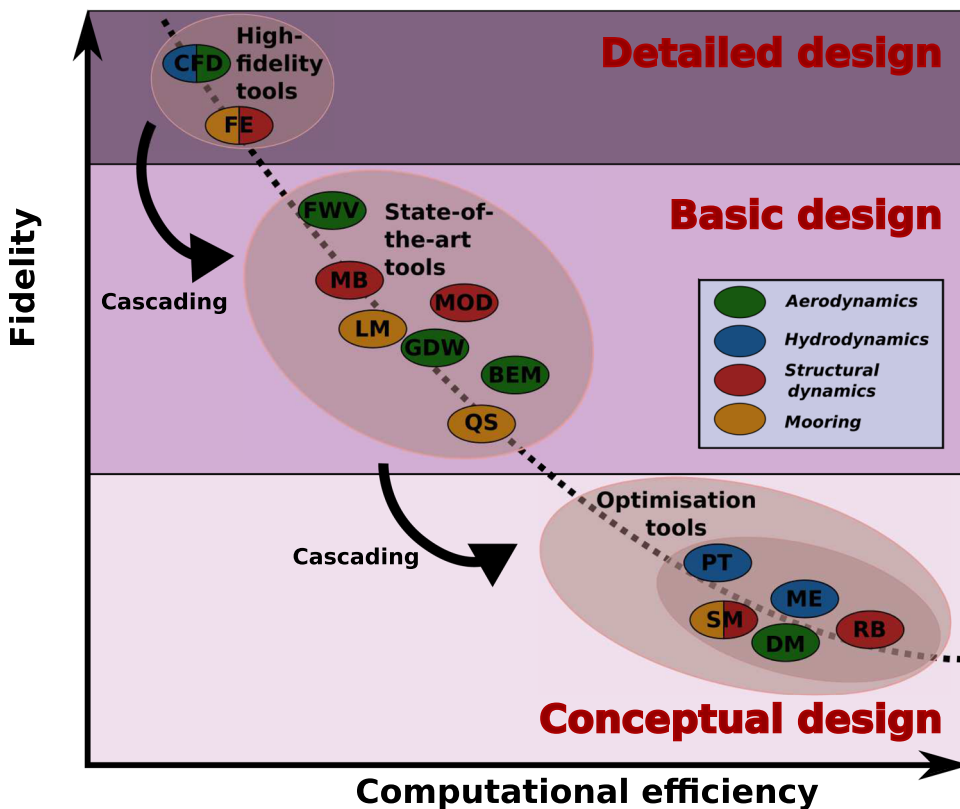 Detailed design
High-
fidelity
tools
CFD
FE
Basic design
FWV
State-of-
the-art
tools
MB
MOD
LM
GDW
BEM
QS
Cascading
Aerodynamics
Hydrodynamics
Structural
dynamics
Mooring
Fidelity
Optimisation
tools
Cascading
PT
ME
SM
RB
DM
Conceptual design
Computational efficiency